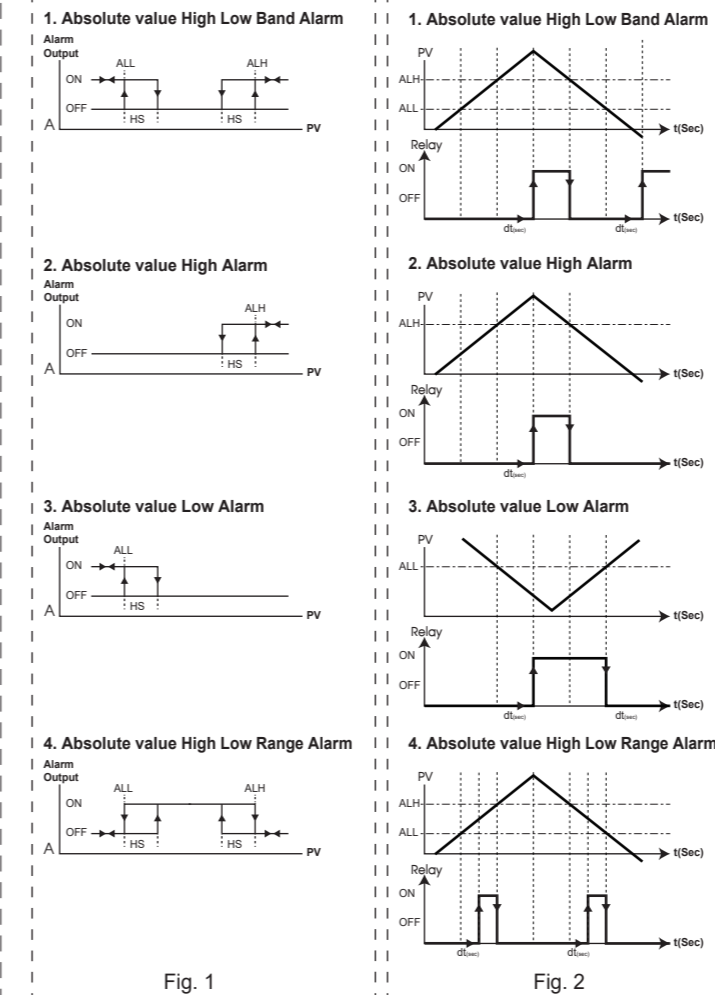 1. Absolute value High Low Band Alarm
Alarm
Output
ALL
ALH
ON
OFF
HS
HS
A
PV
2. Absolute value High Alarm
Alarm
Output
ALH
ON
OFF
HS
A
PV
3. Absolute value Low Alarm
Alarm
Output
ALL
ON
OFF
HS
A
PV
4. Absolute value High Low Range Alarm
Alarm
Output
ALL
ALH
ON
OFF
HS
HS
A
PV
Fig. 1
1. Absolute value High Low Band Alarm
PV
ALH
ALL
t(Sec)
Relay
ON
OFF
t(Sec)
dt(sec)
dt(sec)
2. Absolute value High Alarm
PV
ALH
t(Sec)
Relay
ON
OFF
t(Sec)
dt(sec)
3. Absolute value Low Alarm
PV
ALL
t(Sec)
Relay
ON
OFF
t(Sec)
dt(sec)
dt(sec)
4. Absolute value High Low Range Alarm
PV
ALH
ALL
t(Sec)
Relay
ON
OFF
t(Sec)
dt(sec)
dt(sec)
Fig. 2